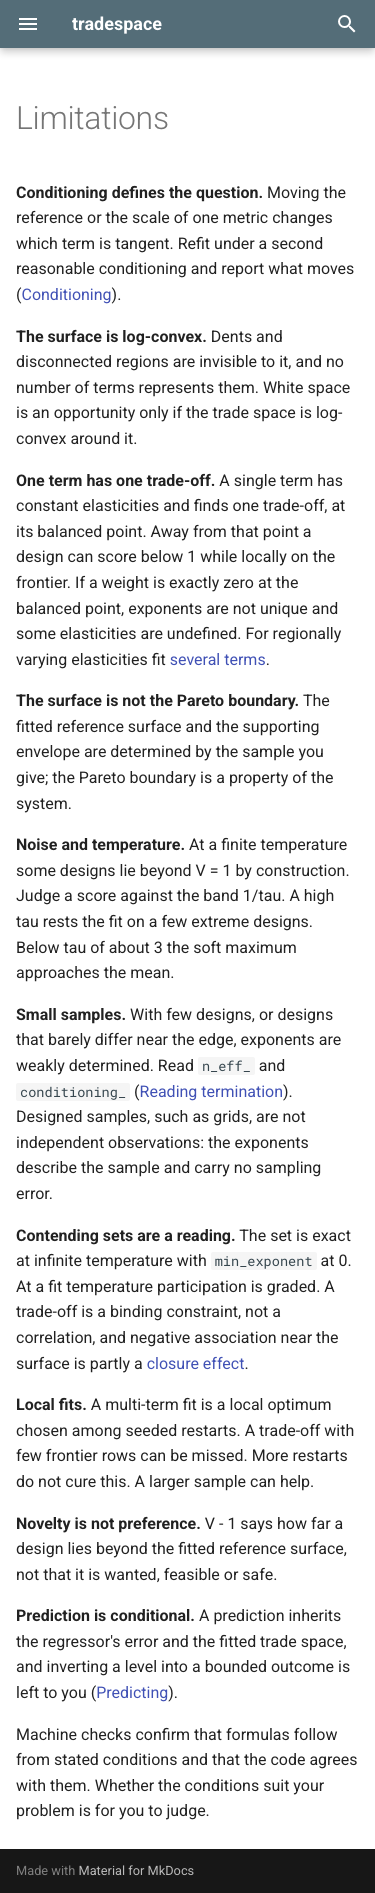 tradespace
Limitations
Conditioning defines the question. Moving the
reference or the scale of one metric changes
which term is tangent. Refit under a second
reasonable conditioning and report what moves
(Conditioning).
The surface is log-convex. Dents and
disconnected regions are invisible to it, and no
number of terms represents them. White space
is an opportunity only if the trade space is log-
convex around it.
One term has one trade-off. A single term has
constant elasticities and finds one trade-off, at
its balanced point. Away from that point a
design can score below 1 while locally on the
frontier. If a weight is exactly zero at the
balanced point, exponents are not unique and
some elasticities are undefined. For regionally
varying elasticities fit several terms.
The surface is not the Pareto boundary. The
fitted reference surface and the supporting
envelope are determined by the sample you
give; the Pareto boundary is a property of the
system.
Noise and temperature. At a finite temperature
some designs lie beyond V = 1 by construction.
Judge a score against the band 1/tau. A high
tau rests the fit on a few extreme designs.
Below tau of about 3 the soft maximum
approaches the mean.
Small samples. With few designs, or designs
that barely differ near the edge, exponents are
weakly determined. Read n_eff_ and
conditioning_ (Reading termination).
Designed samples, such as grids, are not
independent observations: the exponents
describe the sample and carry no sampling
error.
Contending sets are a reading. The set is exact
at infinite temperature with min_exponent at 0.
At a fit temperature participation is graded. A
trade-off is a binding constraint, not a
correlation, and negative association near the
surface is partly a closure effect.
Local fits. A multi-term fit is a local optimum
chosen among seeded restarts. A trade-off with
few frontier rows can be missed. More restarts
do not cure this. A larger sample can help.
Novelty is not preference. V - 1 says how far a
design lies beyond the fitted reference surface,
not that it is wanted, feasible or safe.
Prediction is conditional. A prediction inherits
the regressor's error and the fitted trade space,
and inverting a level into a bounded outcome is
left to you (Predicting).
Machine checks confirm that formulas follow
from stated conditions and that the code agrees
with them. Whether the conditions suit your
problem is for you to judge.
Made with Material for MkDocs